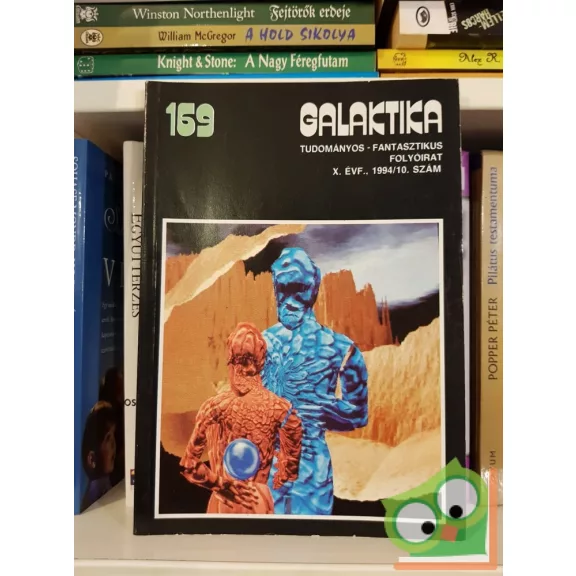 Winston Northenlight Fejtörők erdeje
William McGregor A HOLD SIKOLYA
Knight & Stone: A Nagy Féregfutam
Alex R.
169
GALAKTIKA
TUDOMÁNYOS - FANTASZTIKUS
FOLYÓIRAT
X. ÉVF., 1994/10. SZÁM
EGYÜTTÉRZÉS
POPPER PÉTER Pilátus testamentuma